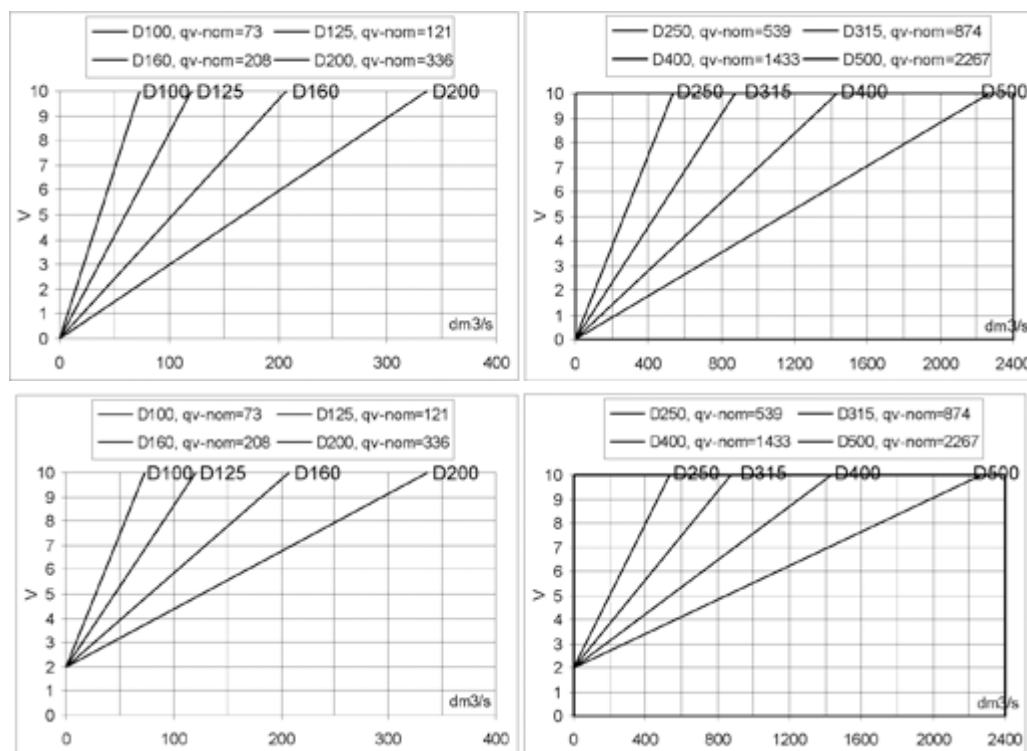 D100, qv-nom=73 D125, qv-nom=121
D160, qv-nom=208 D200, qv-nom=336
10 D100 D125 D160 D200
9
8
7
6
V
5
4
3
2
1 dm3/s
0
0 100 200 300 400
D250, qv-nom=539 D315, qv-nom=874
D400, qv-nom=1433 D500, qv-nom=2267
10 D250 D315 D400 D500
9
8
7
6
V
5
4
3
2
1 dm3/s
0
0 400 800 1200 1600 2000 2400
D100, qv-nom=73 D125, qv-nom=121
D160, qv-nom=208 D200, qv-nom=336
10 D100 D125 D160 D200
9
8
7
6
5
V
4
3
2
1 dm3/s
0
0 100 200 300 400
D250, qv-nom=539 D315, qv-nom=874
D400, qv-nom=1433 D500, qv-nom=2267
10 D250 D315 D400 D500
9
8
7
6
5
V
4
3
2
1 dm3/s
0
0 400 800 1200 1600 2000 2400